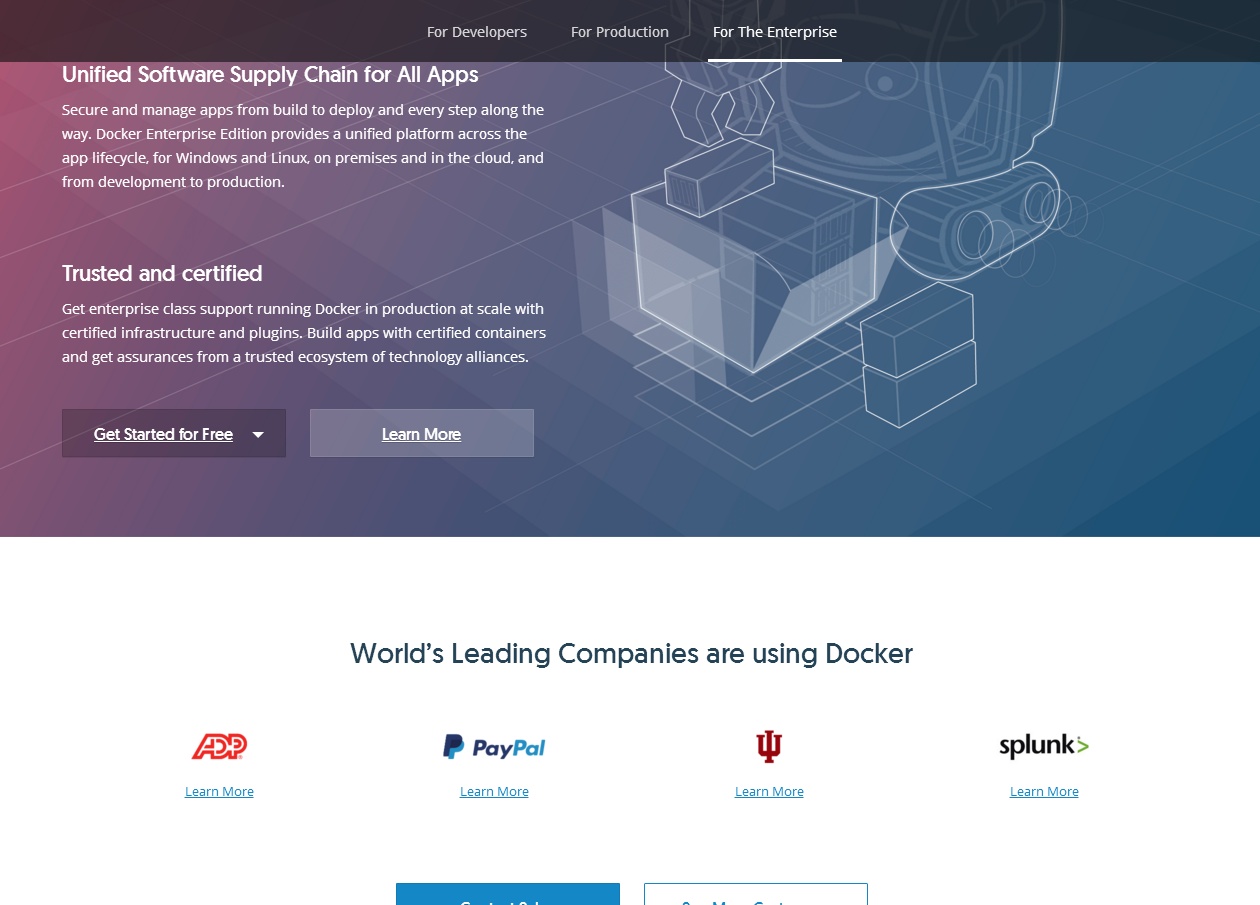 For Developers
For Production
For The Enterprise
Unified Software Supply Chain for All Apps
Secure and manage apps from build to deploy and every step along the
way. Docker Enterprise Edition provides a unified platform across the
app lifecycle, for Windows and Linux, on premises and in the cloud, and
from development to production.
Trusted and certified
Get enterprise class support running Docker in production at scale with
certified infrastructure and plugins. Build apps with certified containers
and get assurances from a trusted ecosystem of technology alliances.
Get Started for Free
Learn More
World’s Leading Companies are using Docker
ADP
PayPal
splunk>
Learn More
Learn More
Learn More
Learn More